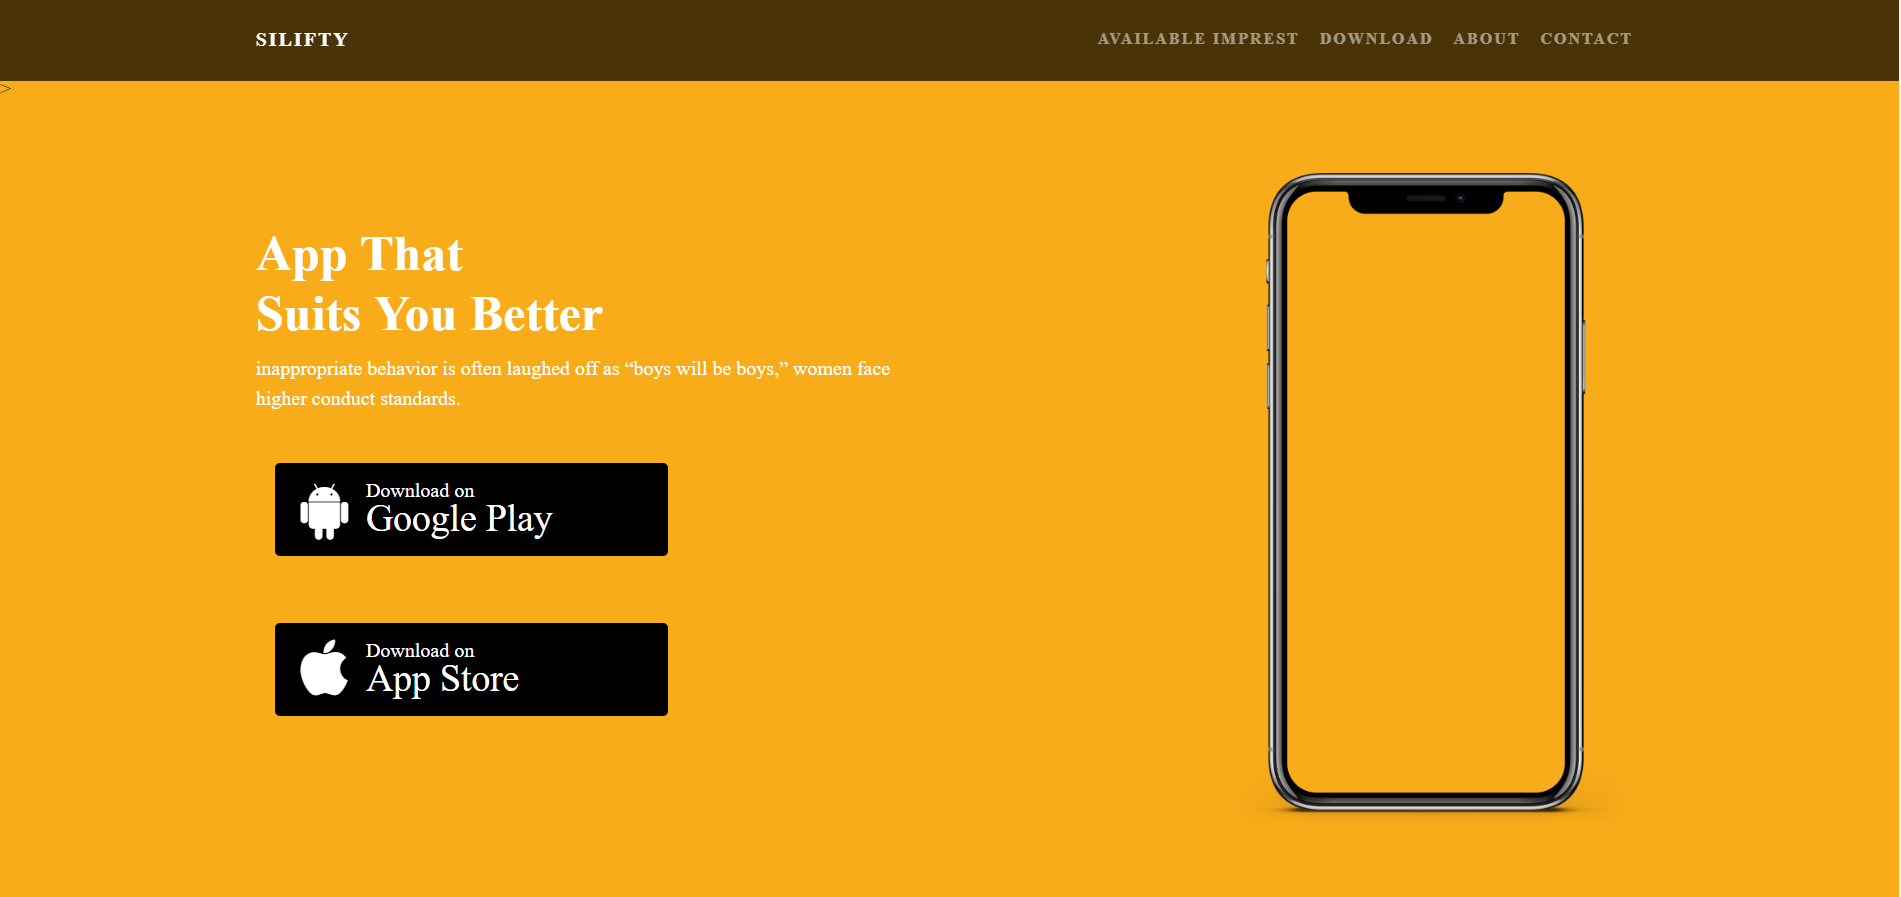 SILIFTY
AVAILABLE IMPREST DOWNLOAD ABOUT CONTACT
>
App That
Suits You Better
inappropriate behavior is often laughed off as “boys will be boys,” women face
higher conduct standards.
Download on
Google Play
Download on
App Store